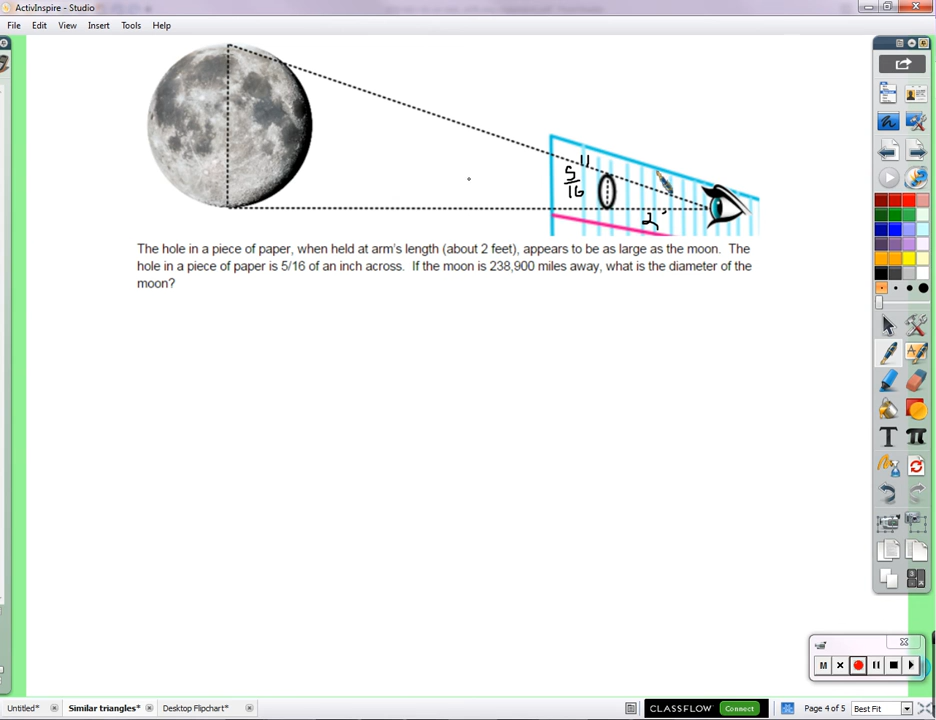 ActivInspire - Studio
File Edit View Insert Tools Help
5/16"
2'
The hole in a piece of paper, when held at arm's length (about 2 feet), appears to be as large as the moon. The
hole in a piece of paper is 5/16 of an inch across. If the moon is 238,900 miles away, what is the diameter of the
moon?
M
Untitled* Similar triangles* Desktop Flipchart* CLASSFLOW Connect Page 4 of 5 Best Fit